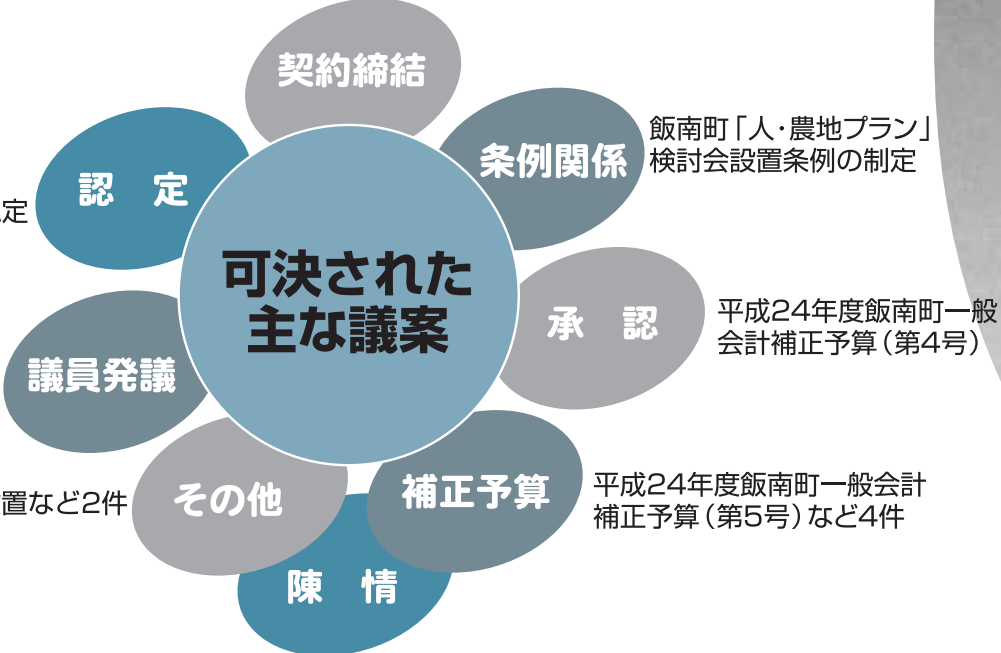 契約締結
条例関係
飯南町「人・農地プラン」
検討会設置条例の制定
認　定
定
可決された
主な議案
承　認
平成24年度飯南町一般
会計補正予算（第4号）
議員発議
補正予算
平成24年度飯南町一般会計
補正予算（第5号）など4件
その他
置など2件
陳　情